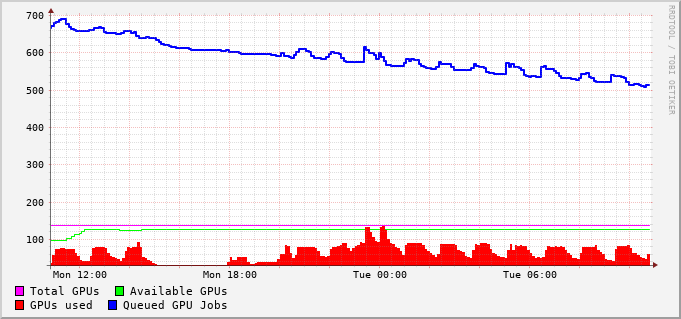 700
600
500
400
300
200
100
Mon 12:00 Mon 18:00 Tue 00:00 Tue 06:00
Total GPUs Available GPUs
GPUs used Queued GPU Jobs
RRDTOOL / TOBI OETIKER